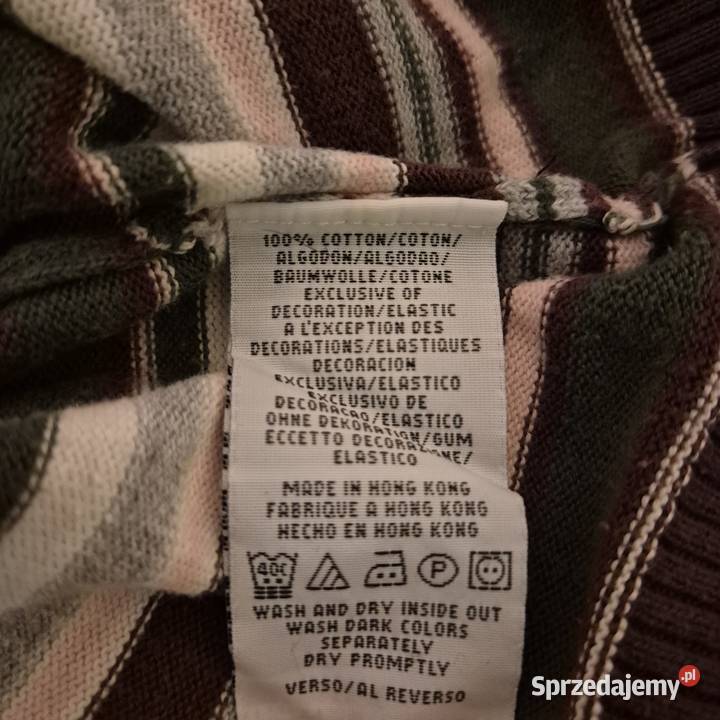 100% COTTON/COTON/
ALGODON/ALGODAO/
BAUMWOLLE/COTONE
EXCLUSIVE OF
DECORATION/ELASTIC
A L'EXCEPTION DES
DECORATIONS/ELASTIQUES
DECORACION
EXCLUSIVA/ELASTICO
EXCLUSIVO DE
DECORACAO/ELASTICO
OHNE DEKORATION/GUM
ECCETTO DECORAZIONE/
ELASTICO
MADE IN HONG KONG
FABRIQUE A HONG KONG
HECHO EN HONG KONG
40C P
WASH AND DRY INSIDE OUT
WASH DARK COLORS
SEPARATELY
DRY PROMPTLY
VERSO/AL REVERSO
Sprzedajemy.pl